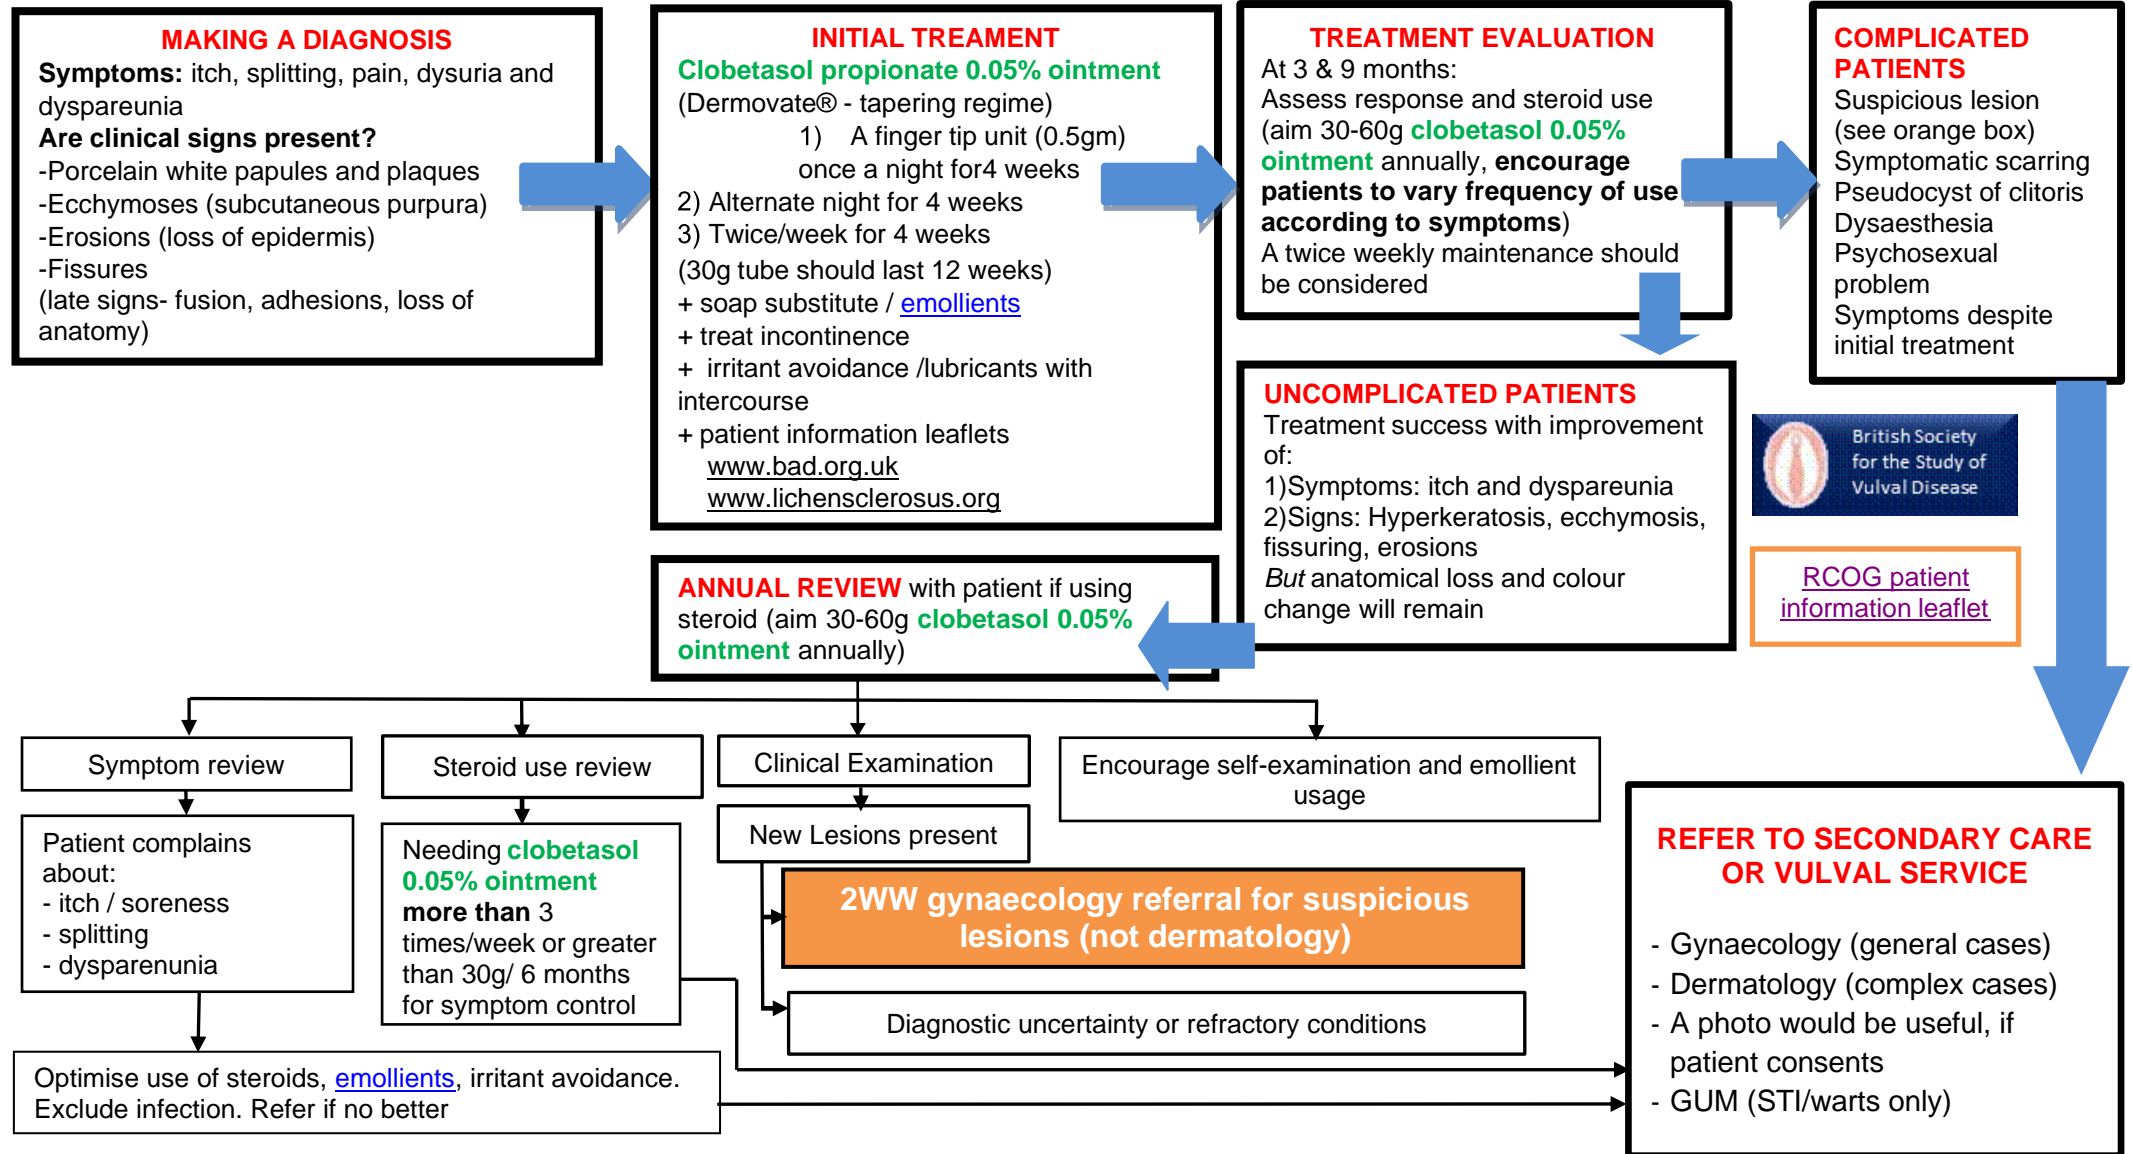 MAKING A DIAGNOSIS
Symptoms: itch, splitting, pain, dysuria and
dyspareunia
Are clinical signs present?
-Porcelain white papules and plaques
-Ecchymoses (subcutaneous purpura)
-Erosions (loss of epidermis)
-Fissures
(late signs- fusion, adhesions, loss of
anatomy)
INITIAL TREAMENT
Clobetasol propionate 0.05% ointment
(Dermovate® - tapering regime)
1) A finger tip unit (0.5gm)
once a night for4 weeks
2) Alternate night for 4 weeks
3) Twice/week for 4 weeks
(30g tube should last 12 weeks)
+ soap substitute / emollients
+ treat incontinence
+ irritant avoidance /lubricants with
intercourse
+ patient information leaflets
www.bad.org.uk
www.lichensclerosus.org
TREATMENT EVALUATION
At 3 & 9 months:
Assess response and steroid use
(aim 30-60g clobetasol 0.05%
ointment annually, encourage
patients to vary frequency of use
according to symptoms)
A twice weekly maintenance should
be considered
COMPLICATED
PATIENTS
Suspicious lesion
(see orange box)
Symptomatic scarring
Pseudocyst of clitoris
Dysaesthesia
Psychosexual
problem
Symptoms despite
initial treatment
UNCOMPLICATED PATIENTS
Treatment success with improvement
of:
1)Symptoms: itch and dyspareunia
2)Signs: Hyperkeratosis, ecchymosis,
fissuring, erosions
But anatomical loss and colour
change will remain
British Society
for the Study of
Vulval Disease
RCOG patient
information leaflet
ANNUAL REVIEW with patient if using
steroid (aim 30-60g clobetasol 0.05%
ointment annually)
Symptom review
Steroid use review
Clinical Examination
Encourage self-examination and emollient
usage
Patient complains
about:
- itch / soreness
- splitting
- dysparenunia
Needing clobetasol
0.05% ointment
more than 3
times/week or greater
than 30g/ 6 months
for symptom control
New Lesions present
2WW gynaecology referral for suspicious
lesions (not dermatology)
Diagnostic uncertainty or refractory conditions
Optimise use of steroids, emollients, irritant avoidance.
Exclude infection. Refer if no better
REFER TO SECONDARY CARE
OR VULVAL SERVICE
- Gynaecology (general cases)
- Dermatology (complex cases)
- A photo would be useful, if
patient consents
- GUM (STI/warts only)